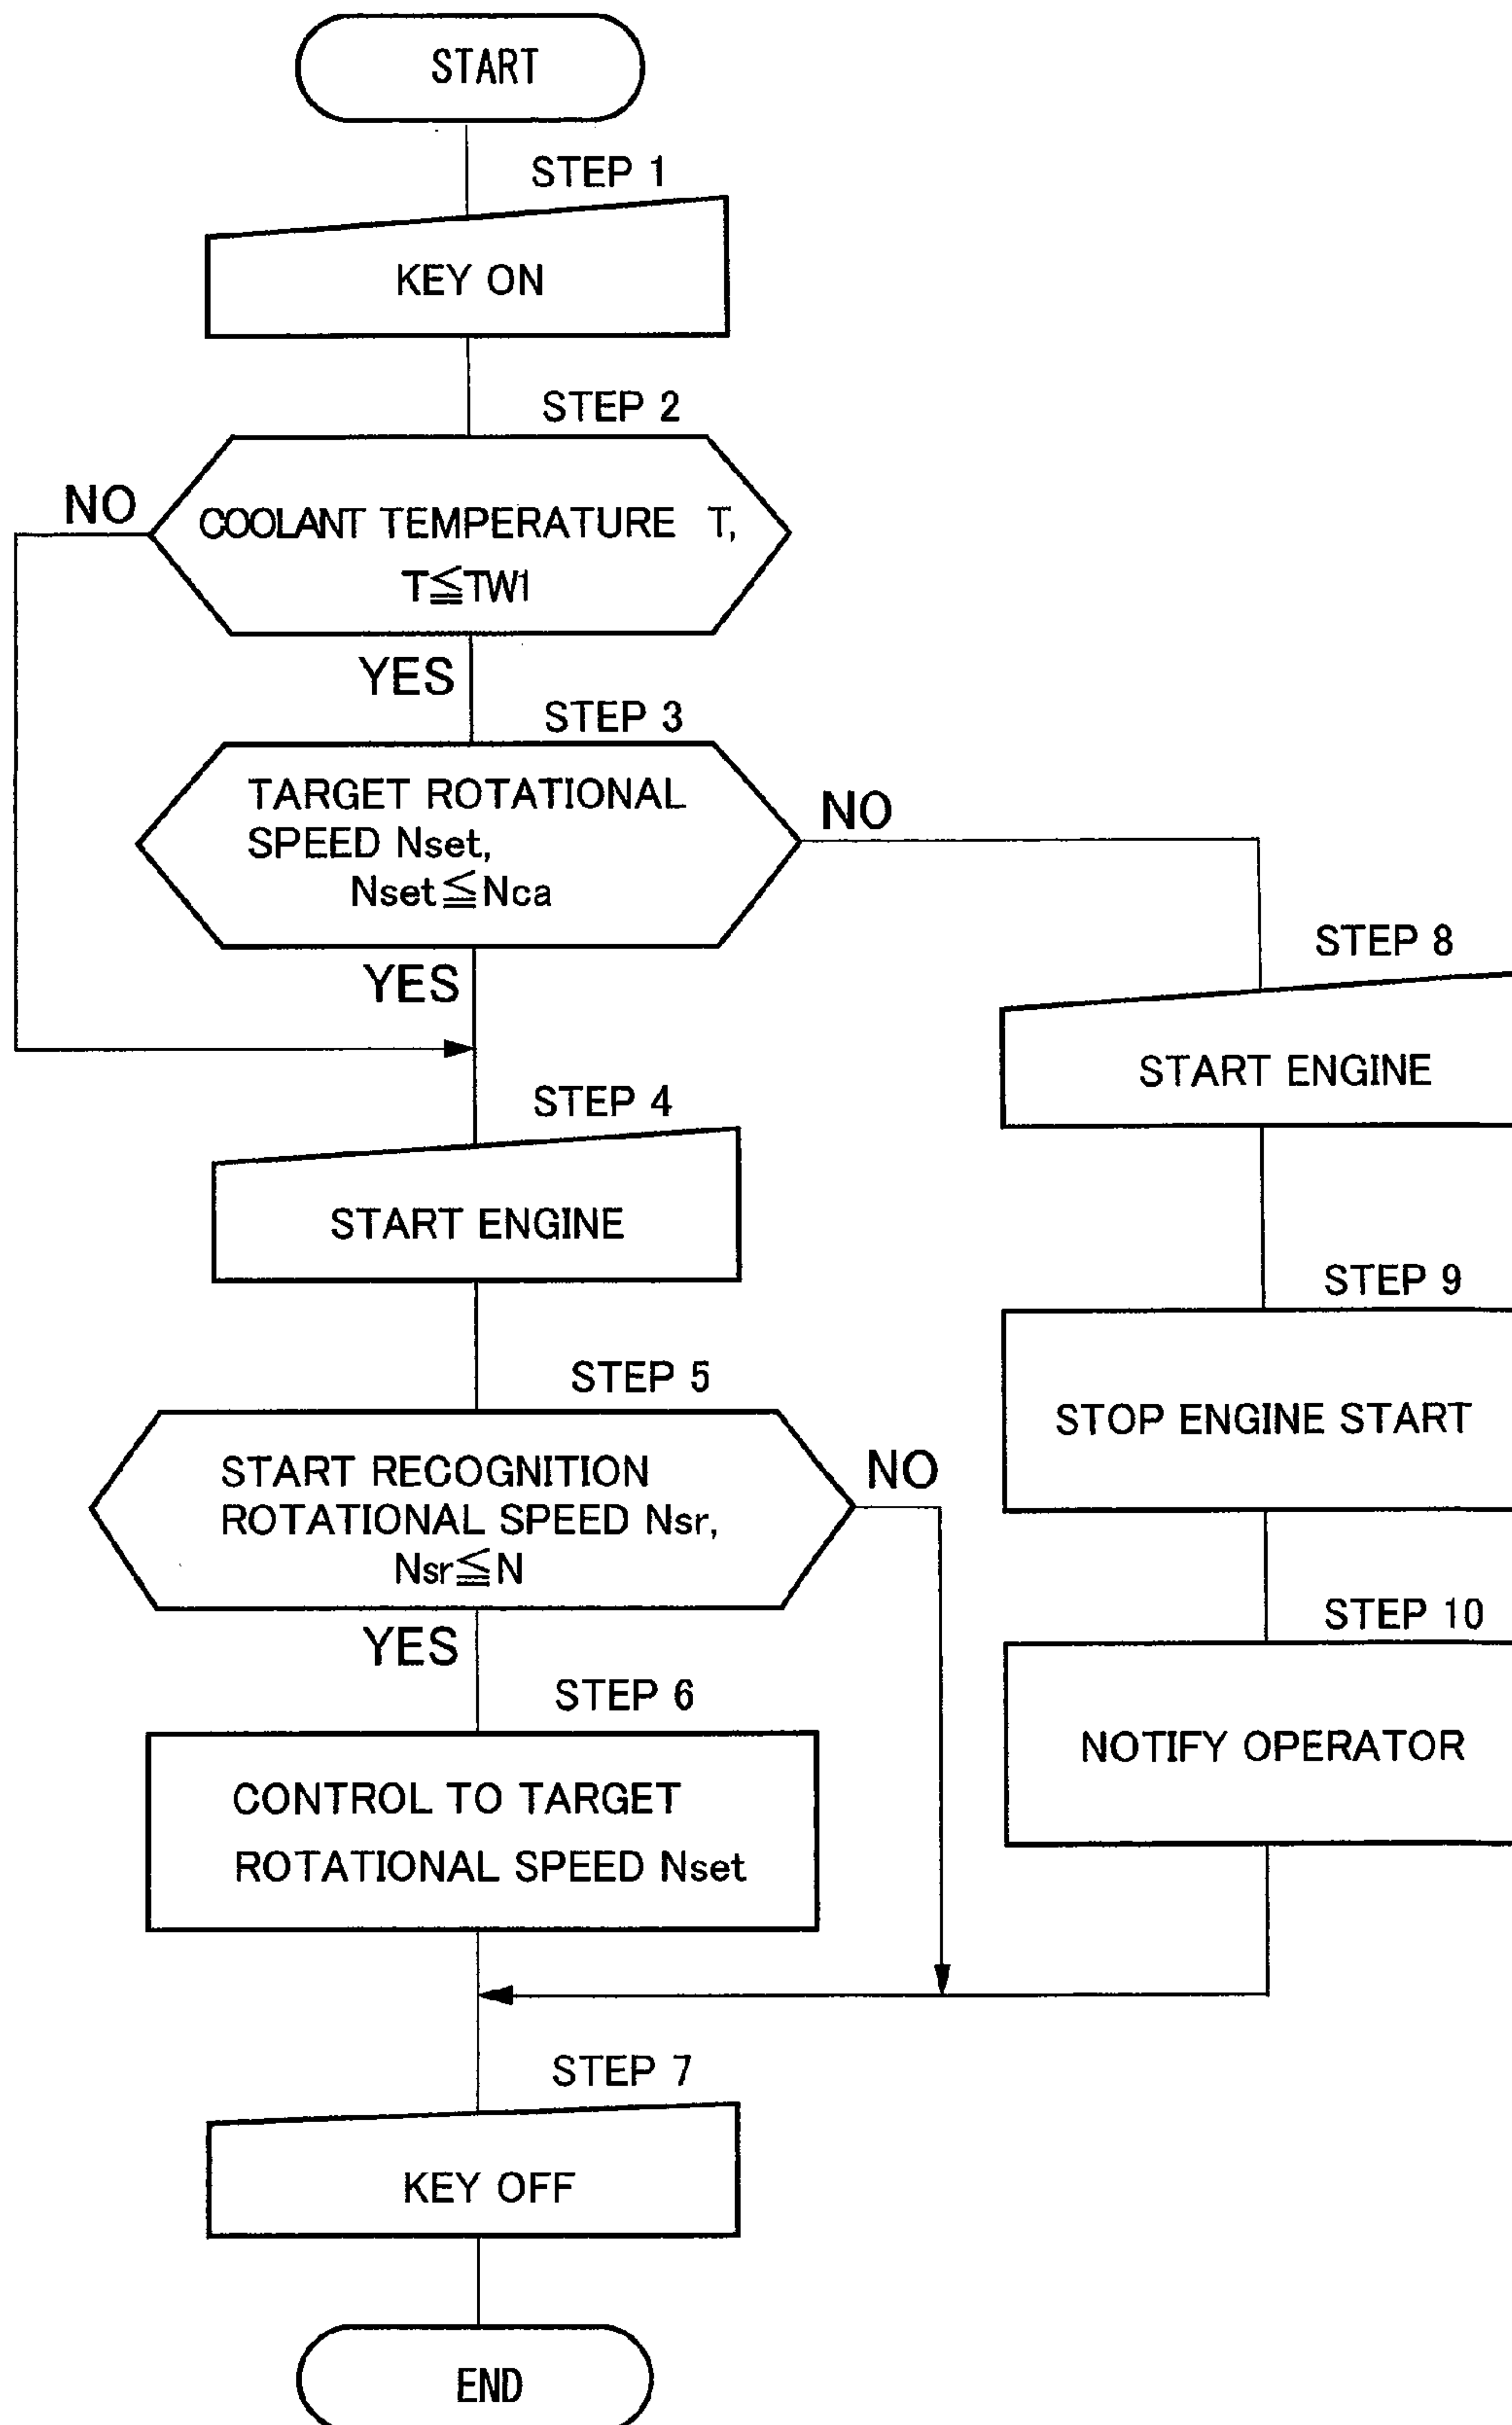 START
STEP 1
KEY ON
STEP 2
NO
COOLANT TEMPERATURE T,
T≦TW1
YES
STEP 3
TARGET ROTATIONAL
SPEED Nset,
Nset≦Nca
NO
YES
STEP 4
START ENGINE
STEP 5
START RECOGNITION
ROTATIONAL SPEED Nsr,
Nsr≦N
NO
YES
STEP 6
CONTROL TO TARGET
ROTATIONAL SPEED Nset
STEP 8
START ENGINE
STEP 9
STOP ENGINE START
STEP 10
NOTIFY OPERATOR
STEP 7
KEY OFF
END